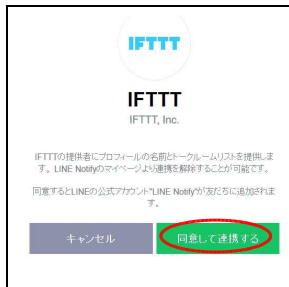 IFTTT
IFTTT
IFTTT, Inc.
IFTTTの提供者にプロフィールの名前とトークルームリストを提供しま
す。LINE Notifyのマイページより連携を解除することが可能です。
同意するとLINEの公式アカウント"LINE Notify"が友だちに追加されま
す。
キャンセル
同意して連携する